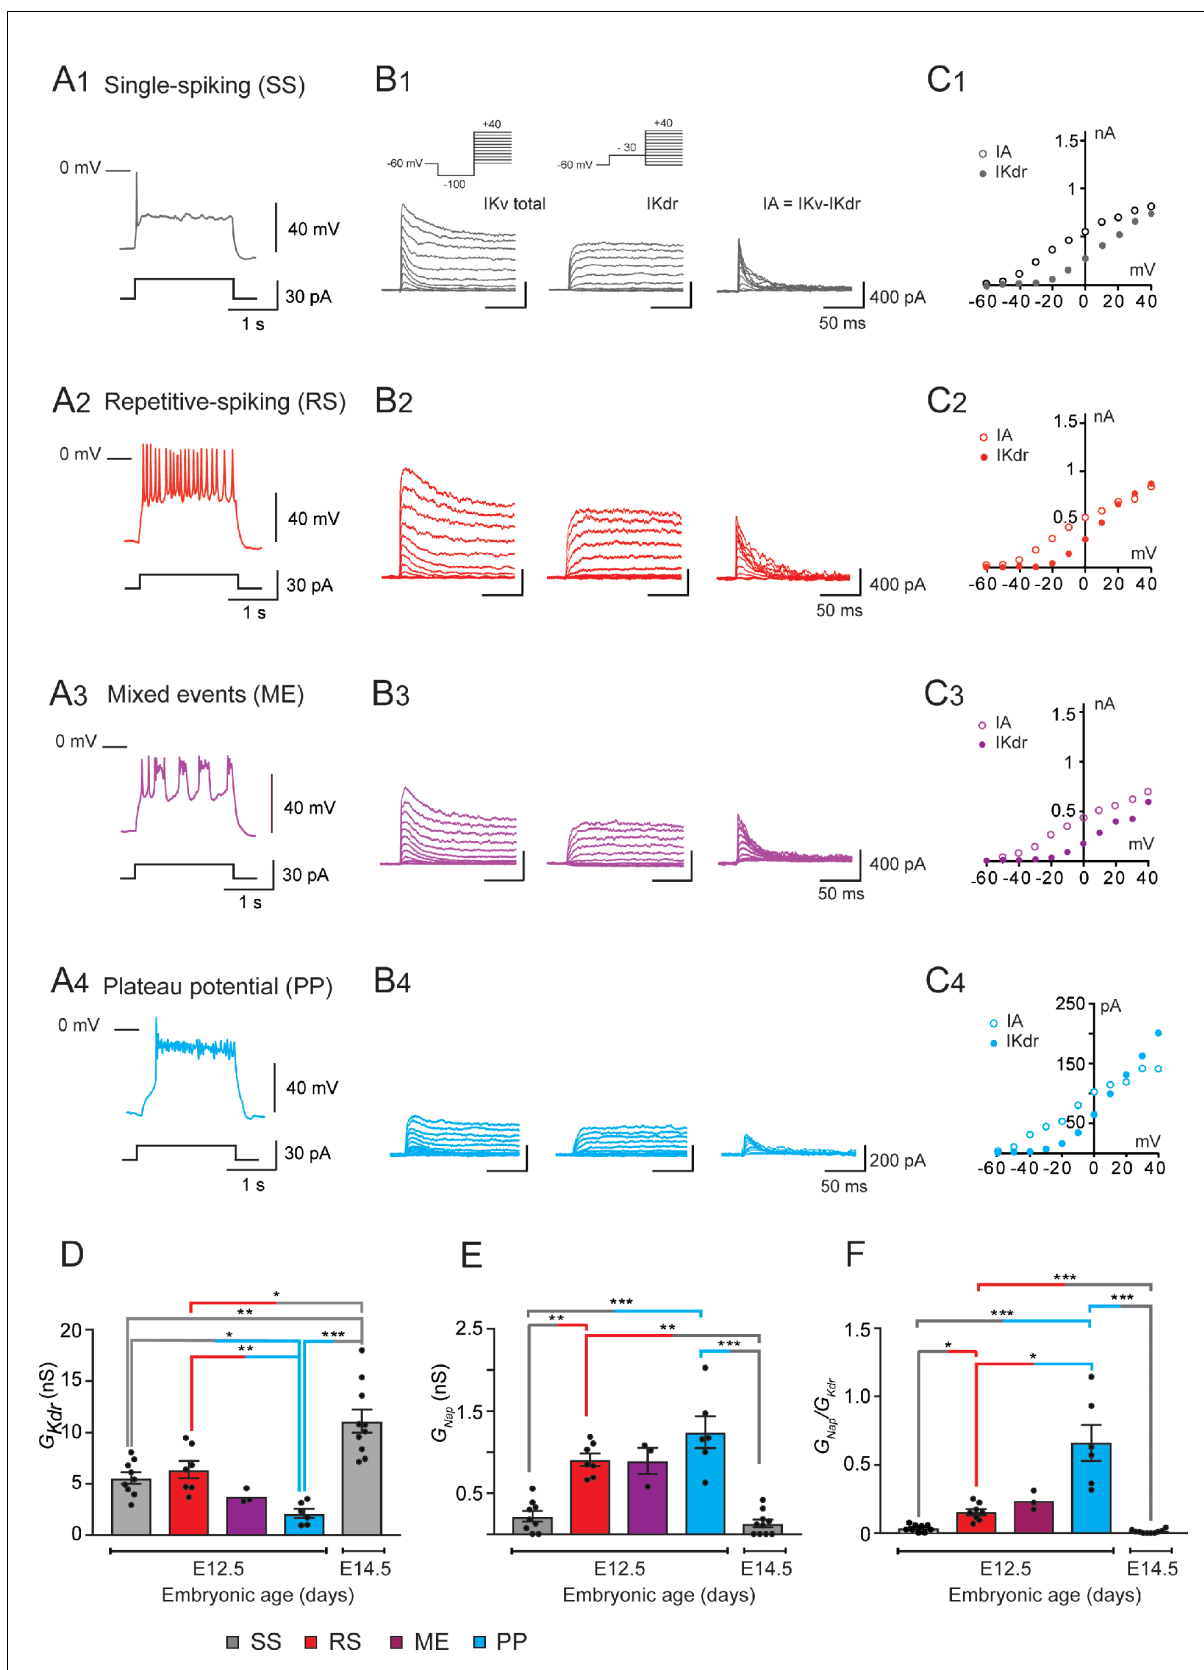 A1 Single-spiking (SS)
B1
C1
0 mV
40 mV
30 pA
1 s
+40
-60 mV
-100
+40
- 30
-60 mV
IKv total
IKdr
IA = IKv-IKdr
400 pA
50 ms
nA
1.5
1
IA
IKdr
0.5
mV
-60 -40 -20 0 20 40
A2 Repetitive-spiking (RS)
B2
C2
0 mV
40 mV
30 pA
1 s
400 pA
50 ms
nA
1.5
1
IA
IKdr
0.5
mV
-60 -40 -20 0 20 40
A3 Mixed events (ME)
B3
C3
0 mV
40 mV
30 pA
1 s
400 pA
50 ms
nA
1.5
1
IA
IKdr
0.5
mV
-60 -40 -20 0 20 40
A4 Plateau potential (PP)
B4
C4
0 mV
40 mV
30 pA
1 s
200 pA
50 ms
250
pA
IA
IKdr
150
50
mV
-60 -40 -20 0 20 40
D
GKdr (nS)
20
15
10
5
0
*
**
*
***
**
E12.5 E14.5
Embryonic age (days)
E
GNap (nS)
2.5
1.5
0.5
***
**
**
***
E12.5 E14.5
Embryonic age (days)
F
GNap/GKdr
1.5
1.0
0.5
0
***
***
***
*
*
E12.5 E14.5
Embryonic age (days)
SS RS ME PP